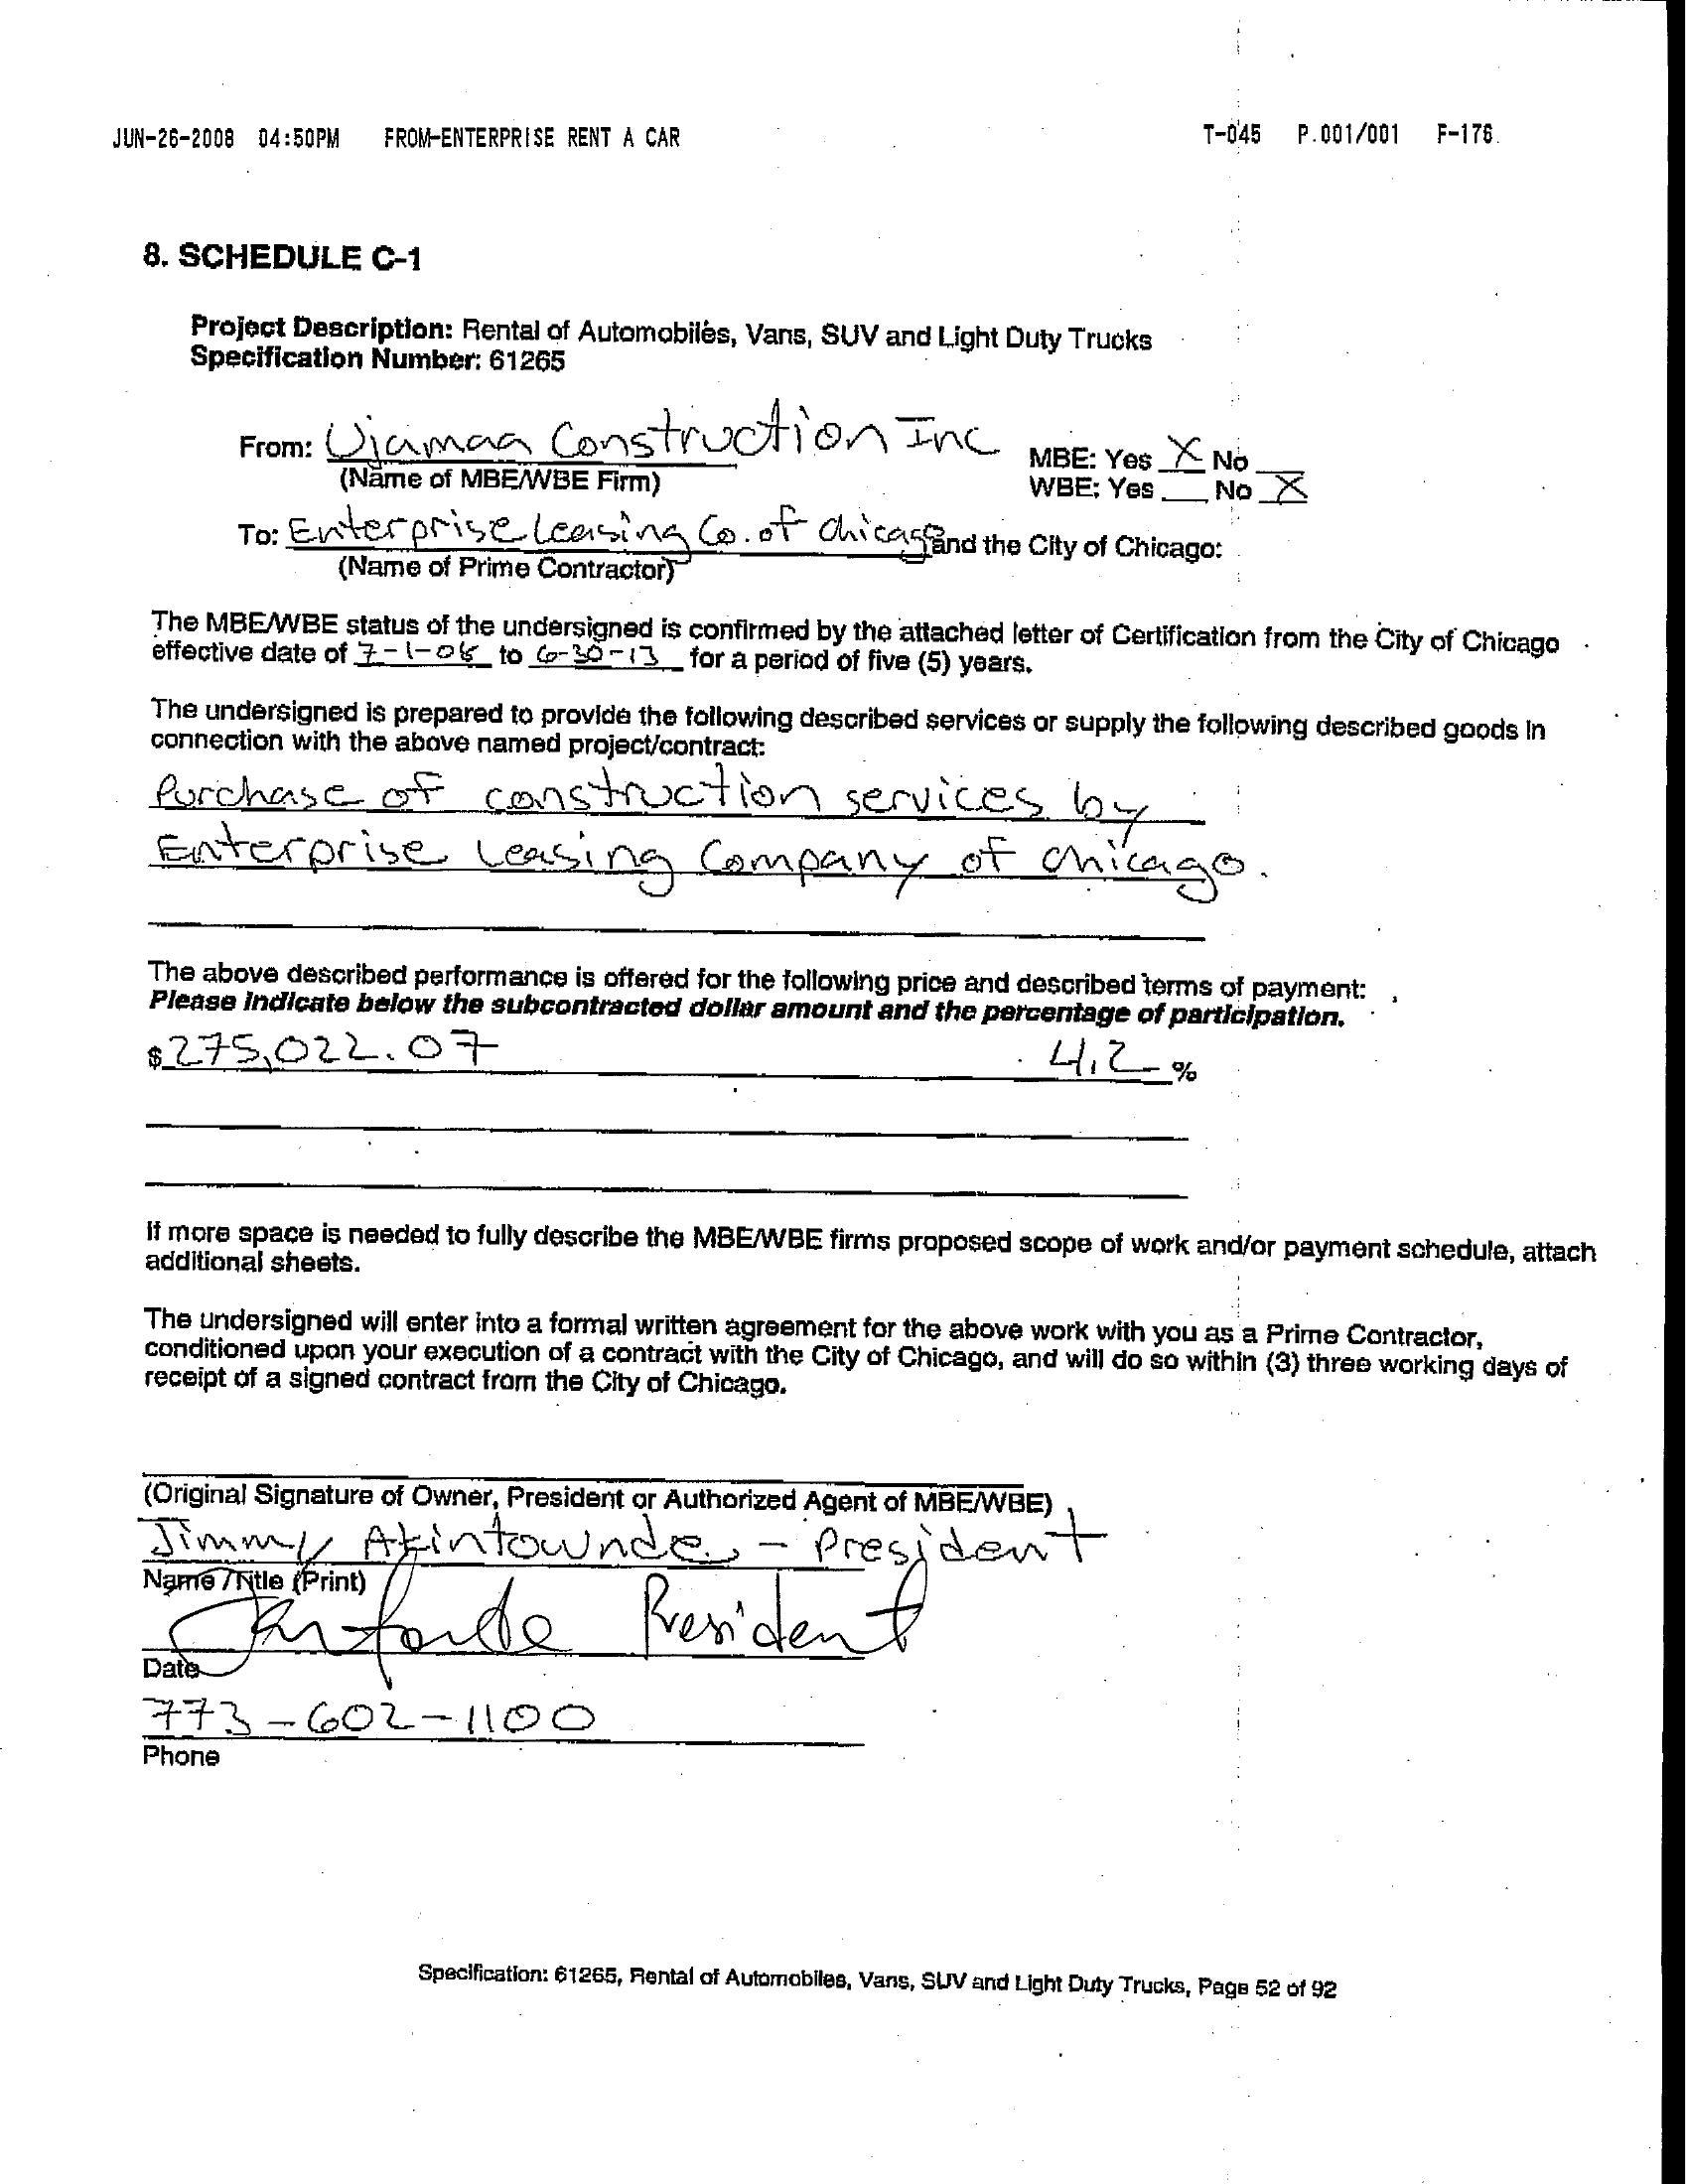 JUN-26-2008 04:50PM FROM-ENTERPRISE RENT A CAR T-045 P.001/001 F-176
8. SCHEDULE C-1
Project Description: Rental of Automobiles, Vans, SUV and Light Duty Trucks
Specification Number: 61265
From: Ujamaa Construction Inc MBE: Yes X No
(Name of MBE/WBE Firm) WBE: Yes No X
To: Enterprise Leasing Co. of Chicago and the City of Chicago:
(Name of Prime Contractor)
The MBE/WBE status of the undersigned is confirmed by the attached letter of Certification from the City of Chicago
effective date of 7-1-08 to 6-30-13 for a period of five (5) years.
The undersigned is prepared to provide the following described services or supply the following described goods in
connection with the above named project/contract:
Purchase of construction services by
Enterprise Leasing Company of Chicago.
The above described performance is offered for the following price and described terms of payment:
Please indicate below the subcontracted dollar amount and the percentage of participation.
$ 275,022.07 4.2 %
If more space is needed to fully describe the MBE/WBE firms proposed scope of work and/or payment schedule, attach
additional sheets.
The undersigned will enter into a formal written agreement for the above work with you as a Prime Contractor,
conditioned upon your execution of a contract with the City of Chicago, and will do so within (3) three working days of
receipt of a signed contract from the City of Chicago.
(Original Signature of Owner, President or Authorized Agent of MBE/WBE)
Jimmy Akintownde - President
Name /Title (Print)
President
Date
773-602-1100
Phone
Specification: 61265, Rental of Automobiles, Vans, SUV and Light Duty Trucks, Page 52 of 92